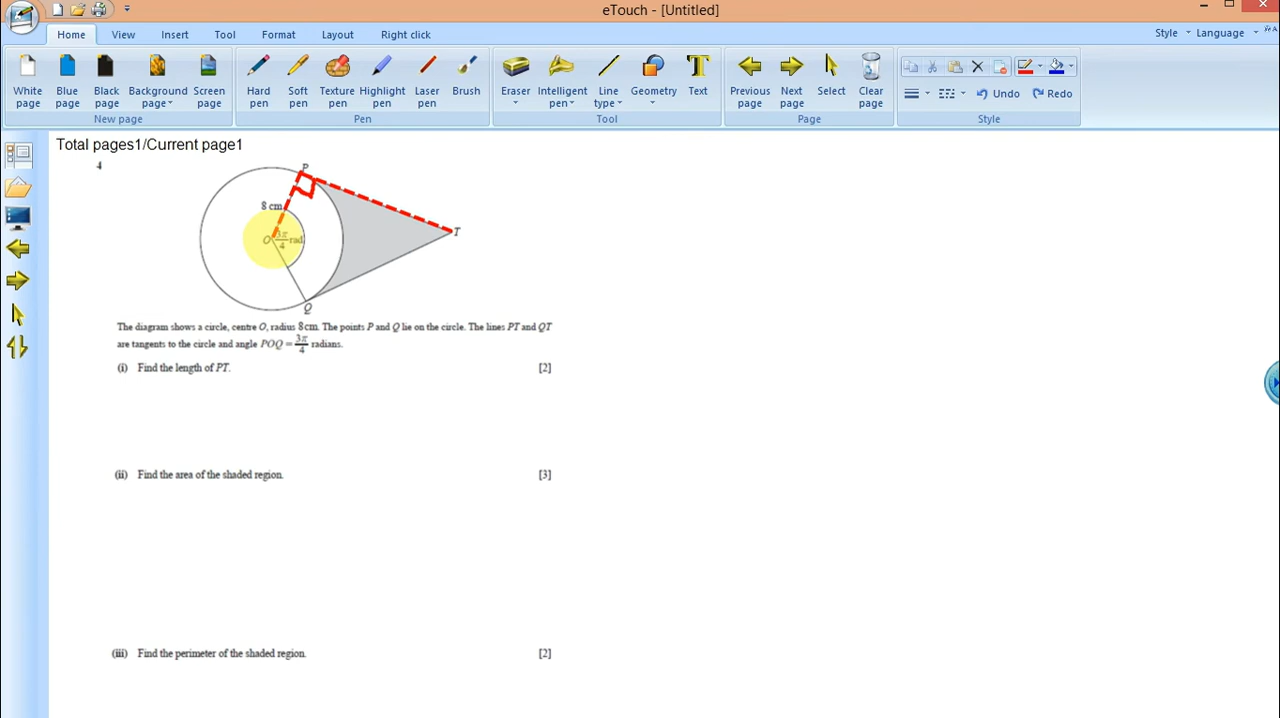 eTouch - [Untitled]
Home View Insert Tool Format Layout Right click
Style Language
White page
Blue page
Black page
Background page
Screen page
New page
Hard pen
Soft pen
Texture pen
Highlight pen
Laser pen
Brush
Pen
Eraser
Intelligent pen
Line type
Geometry
Text
Tool
Previous page
Next page
Select
Clear page
Page
Undo
Redo
Style
Total pages1/Current page1
4
P
8 cm
O 3π/4 rad
T
Q
The diagram shows a circle, centre O, radius 8 cm. The points P and Q lie on the circle. The lines PT and QT
are tangents to the circle and angle POQ = 3π/4 radians.
(i) Find the length of PT. [2]
(ii) Find the area of the shaded region. [3]
(iii) Find the perimeter of the shaded region. [2]